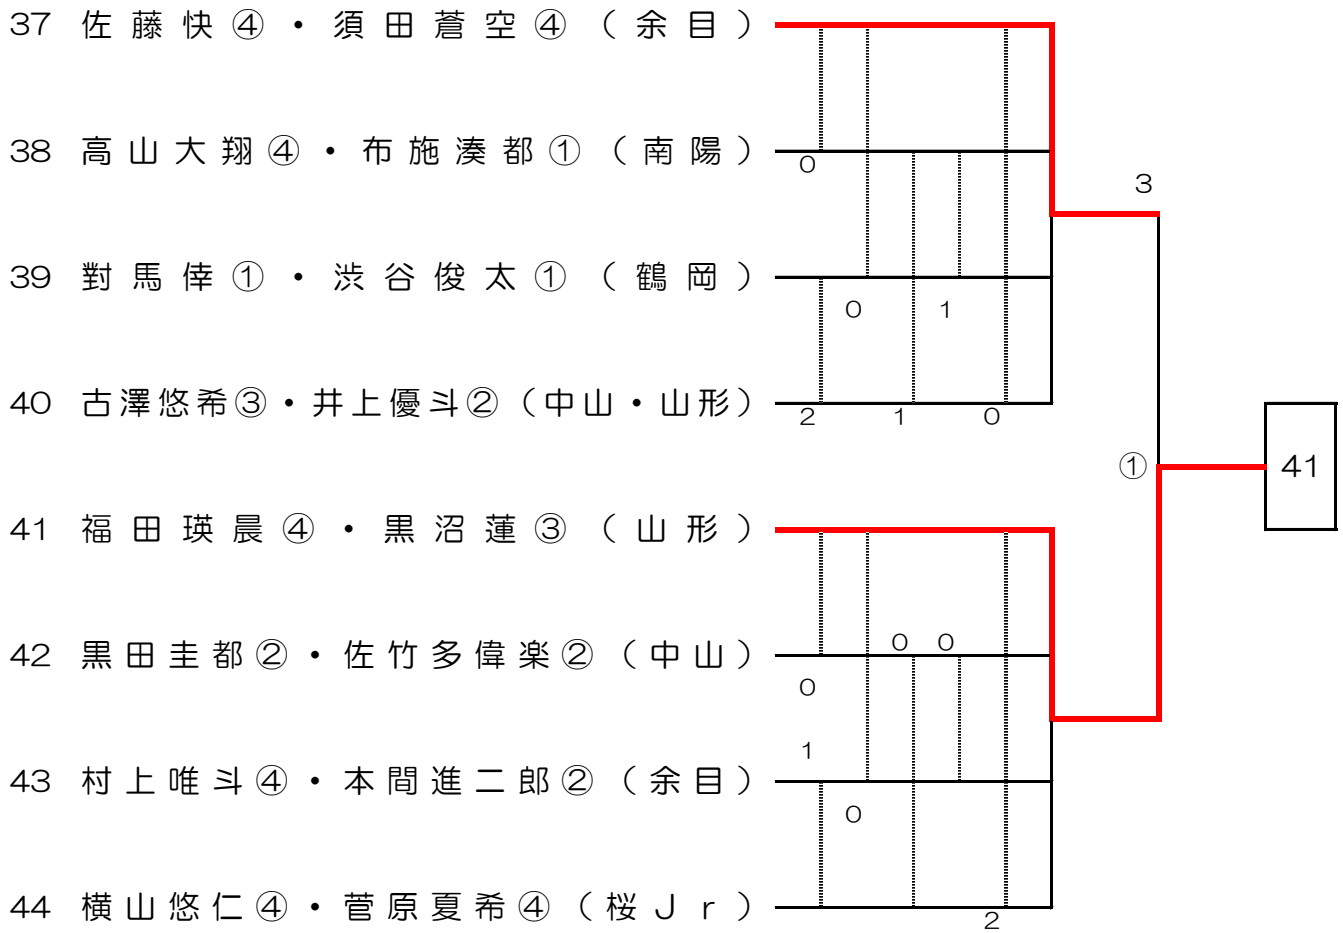 37 佐藤快④・須田蒼空④（余目）
38 高山大翔④・布施湊都①（南陽）
0
3
39 對馬倖①・渋谷俊太①（鶴岡）
0 1
40 古澤悠希③・井上優斗②（中山・山形）
2 1 0
① 41
41 福田瑛晨④・黒沼蓮③（山形）
0 0
42 黒田圭都②・佐竹多偉楽②（中山）
0
1
43 村上唯斗④・本間進二郎②（余目）
0
44 横山悠仁④・菅原夏希④（桜Ｊｒ）
2